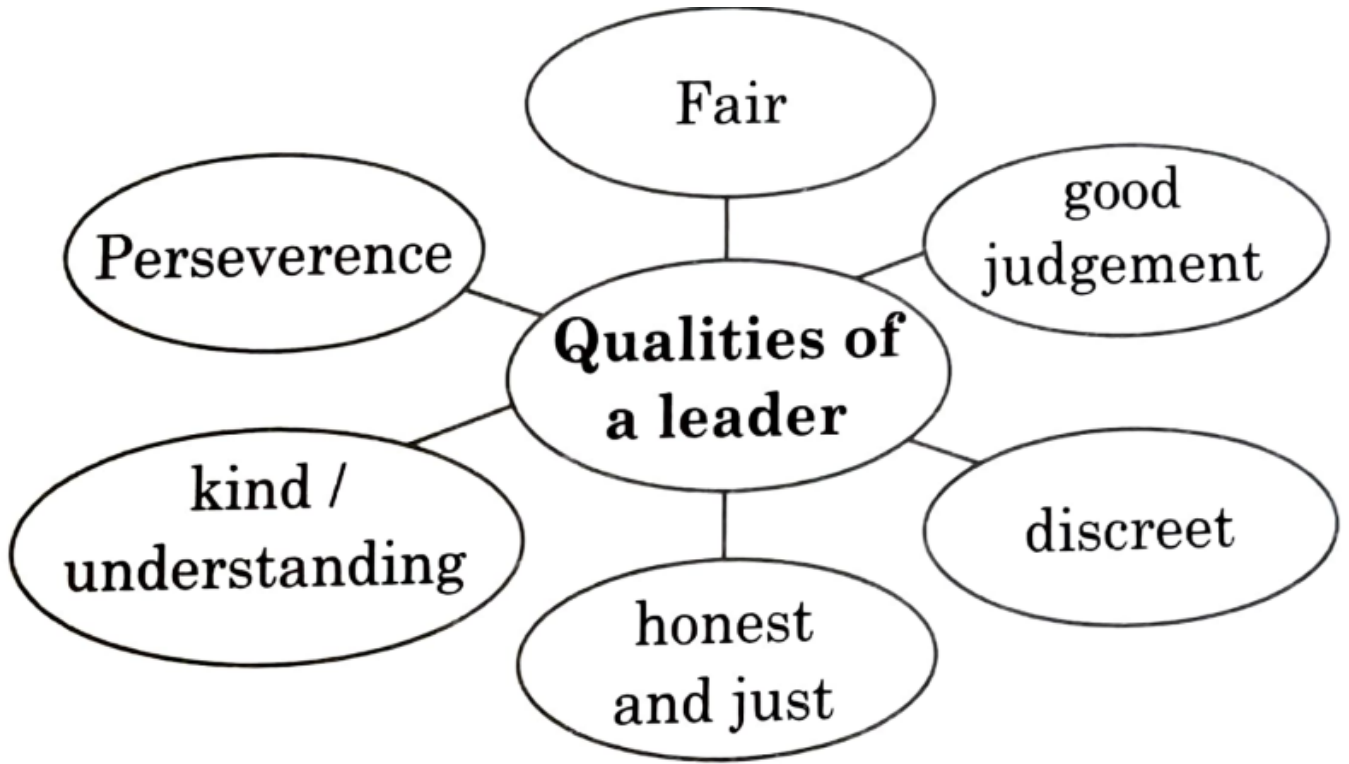 Fair
good
judgement
Perseverence
Qualities of
a leader
kind /
understanding
discreet
honest
and just